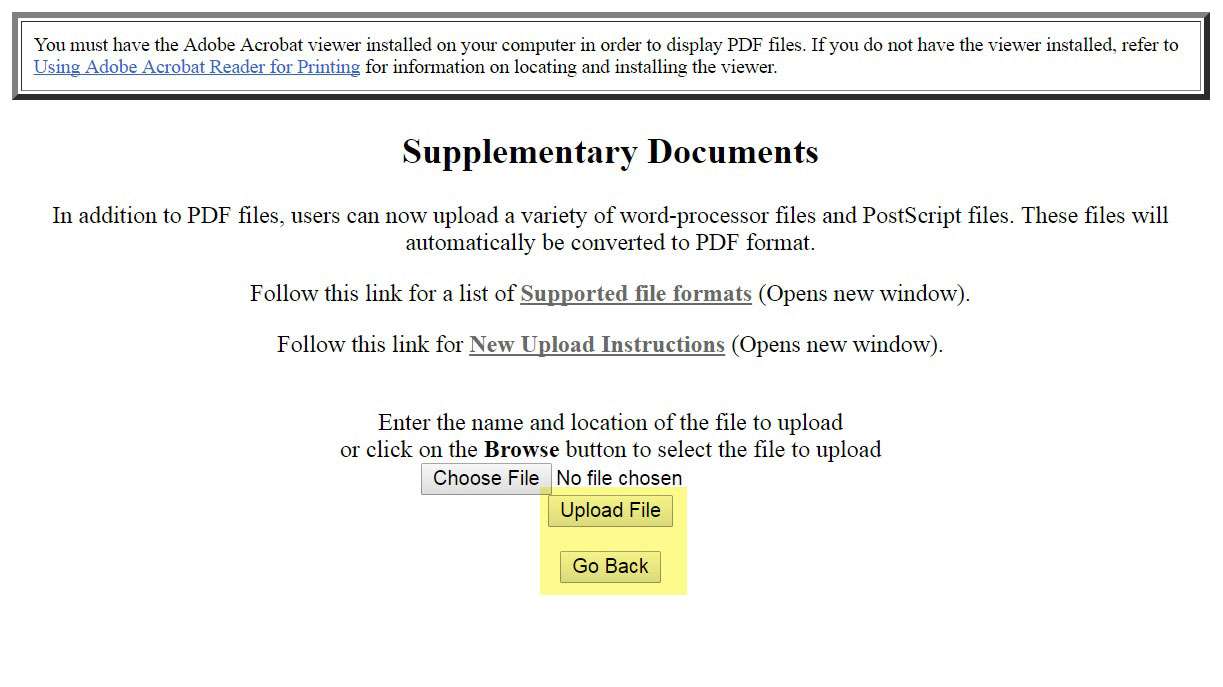 You must have the Adobe Acrobat viewer installed on your computer in order to display PDF files. If you do not have the viewer installed, refer to
Using Adobe Acrobat Reader for Printing for information on locating and installing the viewer.
Supplementary Documents
In addition to PDF files, users can now upload a variety of word-processor files and PostScript files. These files will
automatically be converted to PDF format.
Follow this link for a list of Supported file formats (Opens new window).
Follow this link for New Upload Instructions (Opens new window).
Enter the name and location of the file to upload
or click on the Browse button to select the file to upload
Choose File No file chosen
Upload File
Go Back